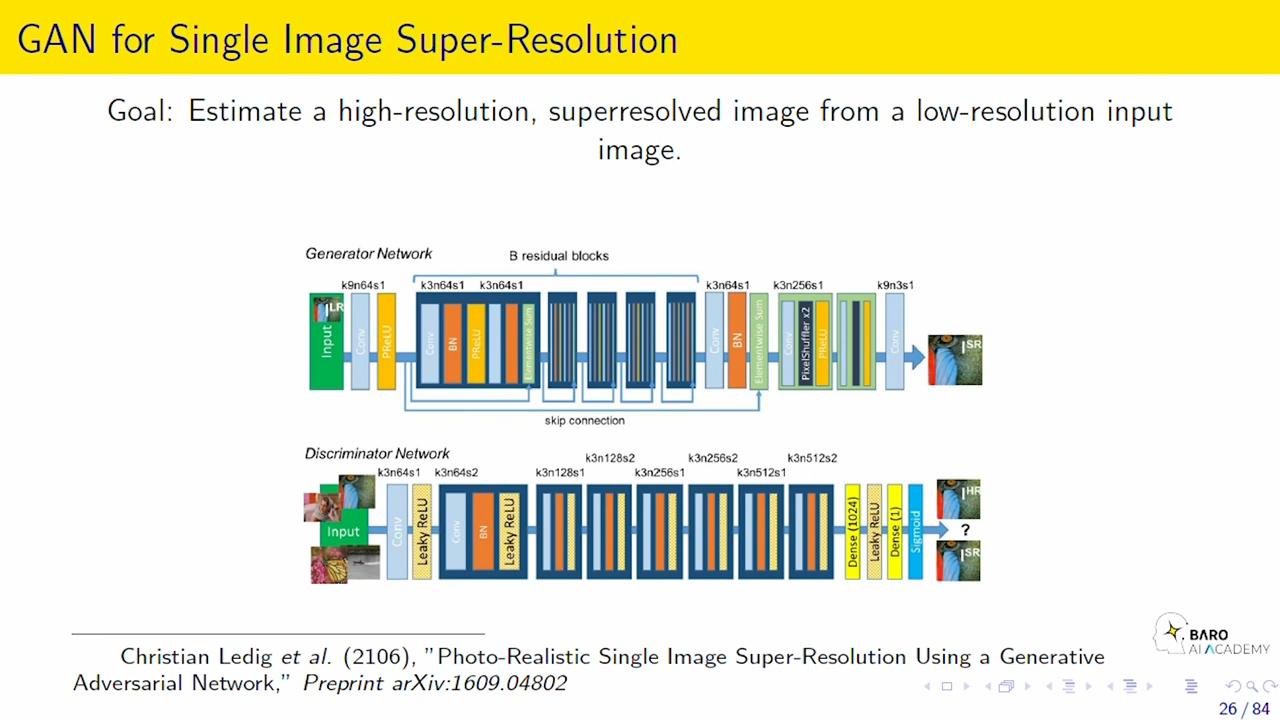 GAN for Single Image Super-Resolution
Goal: Estimate a high-resolution, superresolved image from a low-resolution input
image.
Generator Network
B residual blocks
k9n64s1
k3n64s1
k3n64s1
k3n64s1
k3n256s1
k9n3s1
LR
Input
Conv
PReLU
Conv
BN
PReLU
Elementwise Sum
Conv
BN
Elementwise Sum
Conv
PixelShuffler x2
PReLU
Conv
ISR
skip connection
Discriminator Network
k3n64s1
k3n64s2
k3n128s1
k3n128s2
k3n256s1
k3n256s2
k3n512s1
k3n512s2
Input
Conv
Leaky ReLU
Conv
BN
Leaky ReLU
Dense (1024)
Leaky ReLU
Dense (1)
Sigmoid
IHR
?
ISR
Christian Ledig et al. (2106), "Photo-Realistic Single Image Super-Resolution Using a Generative
Adversarial Network," Preprint arXiv:1609.04802
BARO
AI ACADEMY
26 / 84